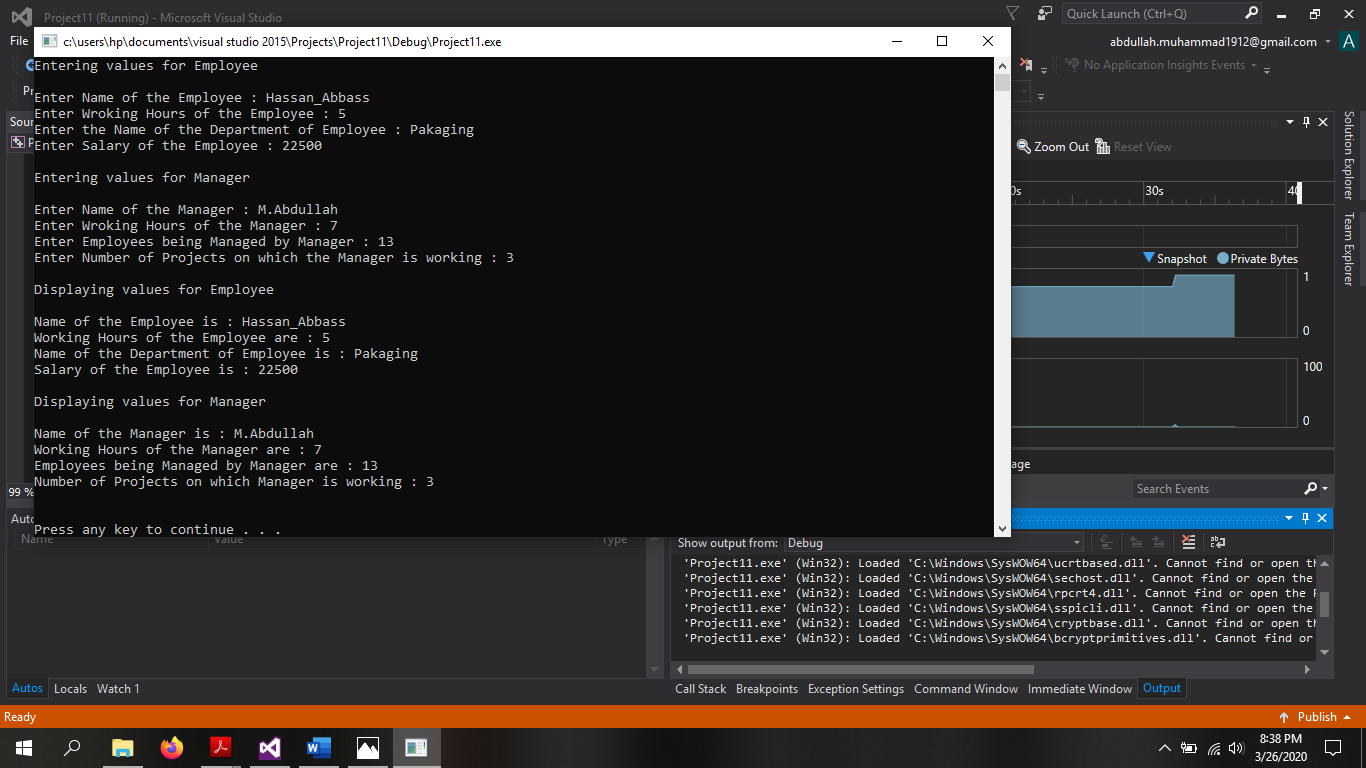 Project11 (Running) - Microsoft Visual Studio
Quick Launch (Ctrl+Q)
File
abdullah.muhammad1912@gmail.com
A
No Application Insights Events
c:\users\hp\documents\visual studio 2015\Projects\Project11\Debug\Project11.exe
Entering values for Employee
Enter Name of the Employee : Hassan_Abbass
Enter Wroking Hours of the Employee : 5
Enter the Name of the Department of Employee : Pakaging
Enter Salary of the Employee : 22500
Entering values for Manager
Enter Name of the Manager : M.Abdullah
Enter Wroking Hours of the Manager : 7
Enter Employees being Managed by Manager : 13
Enter Number of Projects on which the Manager is working : 3
Displaying values for Employee
Name of the Employee is : Hassan_Abbass
Working Hours of the Employee are : 5
Name of the Department of Employee is : Pakaging
Salary of the Employee is : 22500
Displaying values for Manager
Name of the Manager is : M.Abdullah
Working Hours of the Manager are : 7
Employees being Managed by Manager are : 13
Number of Projects on which Manager is working : 3
Press any key to continue . . .
Zoom Out
Reset View
30s
Snapshot
Private Bytes
1
0
100
0
Search Events
Solution Explorer
Team Explorer
99 %
Name Value Type
Autos Locals Watch 1
Show output from: Debug
'Project11.exe' (Win32): Loaded 'C:\Windows\SysWOW64\ucrtbased.dll'. Cannot find or open th
'Project11.exe' (Win32): Loaded 'C:\Windows\SysWOW64\sechost.dll'. Cannot find or open the
'Project11.exe' (Win32): Loaded 'C:\Windows\SysWOW64\rpcrt4.dll'. Cannot find or open the P
'Project11.exe' (Win32): Loaded 'C:\Windows\SysWOW64\sspicli.dll'. Cannot find or open the
'Project11.exe' (Win32): Loaded 'C:\Windows\SysWOW64\cryptbase.dll'. Cannot find or open th
'Project11.exe' (Win32): Loaded 'C:\Windows\SysWOW64\bcryptprimitives.dll'. Cannot find or
Call Stack Breakpoints Exception Settings Command Window Immediate Window Output
Ready
Publish
8:38 PM
3/26/2020